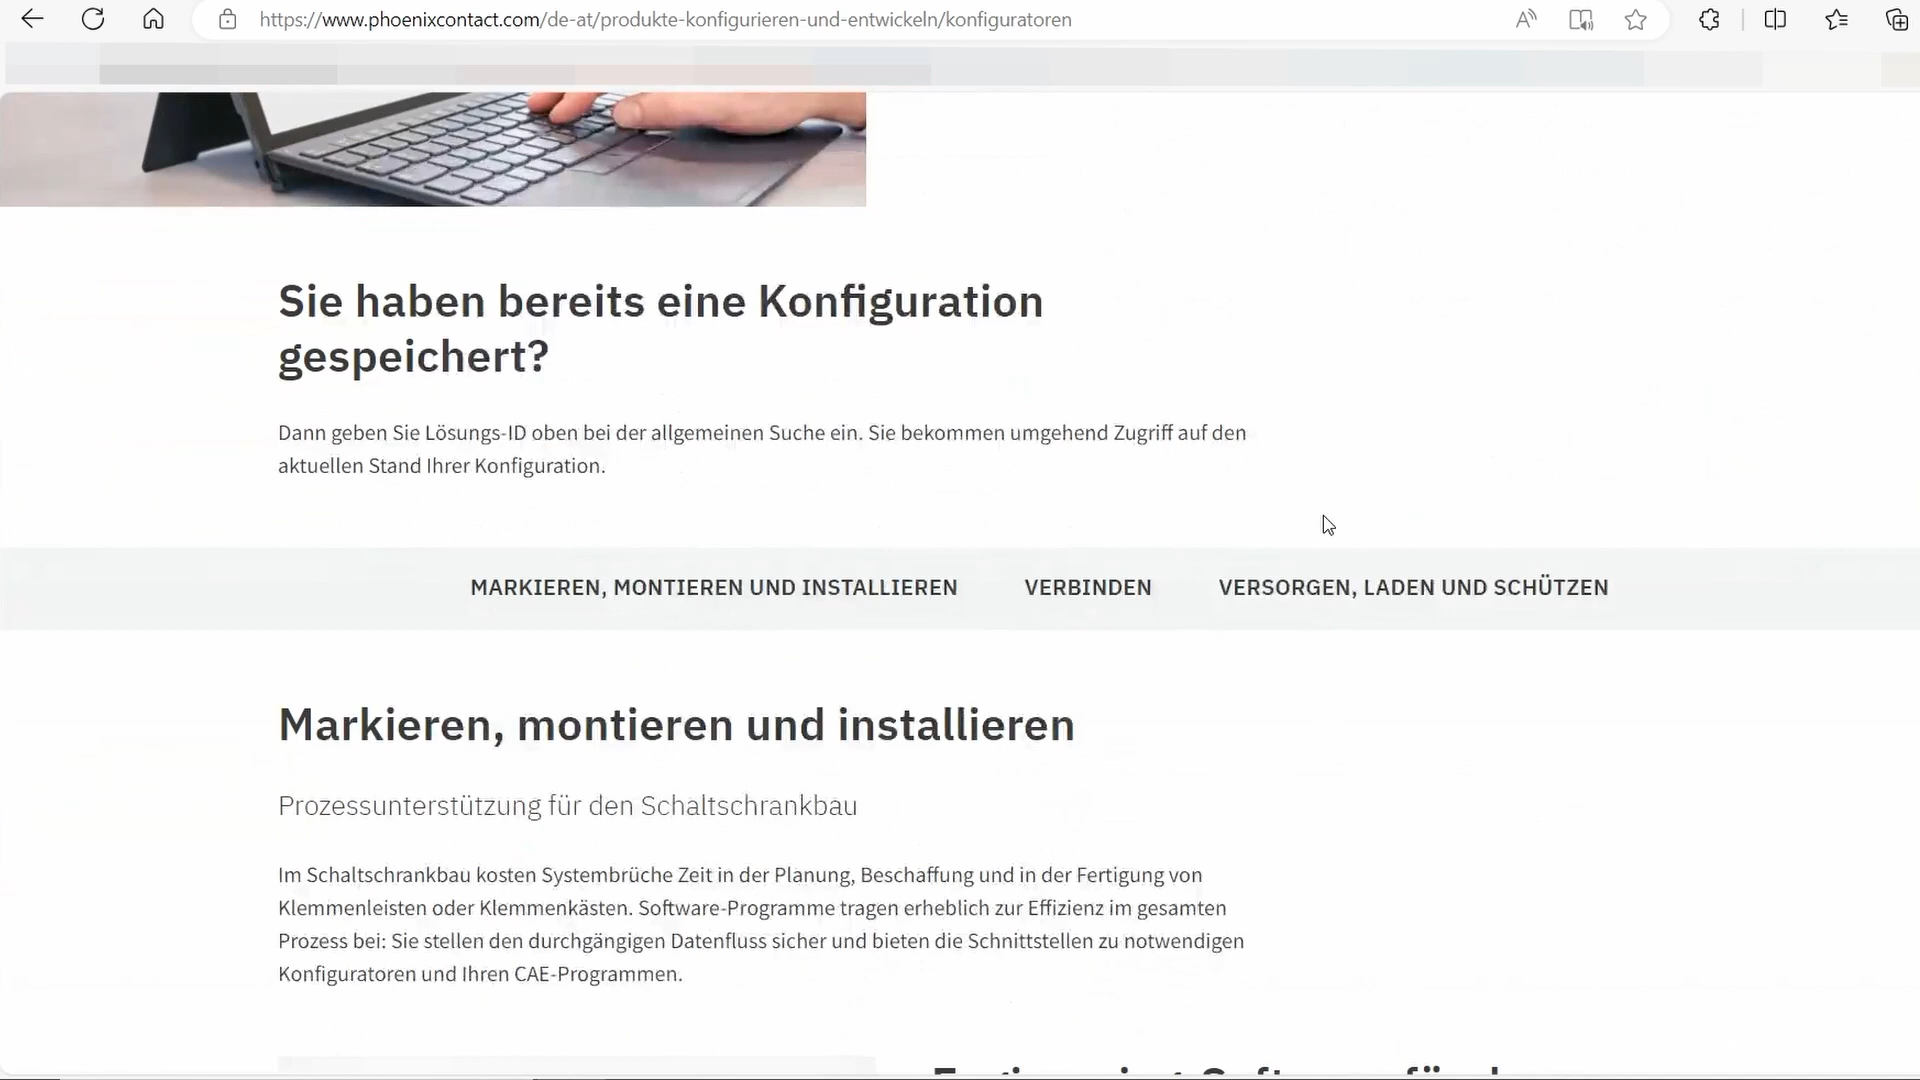 https://www.phoenixcontact.com/de-at/produkte-konfigurieren-und-entwickeln/konfiguratoren
Sie haben bereits eine Konfiguration
gespeichert?
Dann geben Sie Lösungs-ID oben bei der allgemeinen Suche ein. Sie bekommen umgehend Zugriff auf den
aktuellen Stand Ihrer Konfiguration.
MARKIEREN, MONTIEREN UND INSTALLIEREN VERBINDEN VERSORGEN, LADEN UND SCHÜTZEN
Markieren, montieren und installieren
Prozessunterstützung für den Schaltschrankbau
Im Schaltschrankbau kosten Systembrüche Zeit in der Planung, Beschaffung und in der Fertigung von
Klemmenleisten oder Klemmenkästen. Software-Programme tragen erheblich zur Effizienz im gesamten
Prozess bei: Sie stellen den durchgängigen Datenfluss sicher und bieten die Schnittstellen zu notwendigen
Konfiguratoren und Ihren CAE-Programmen.